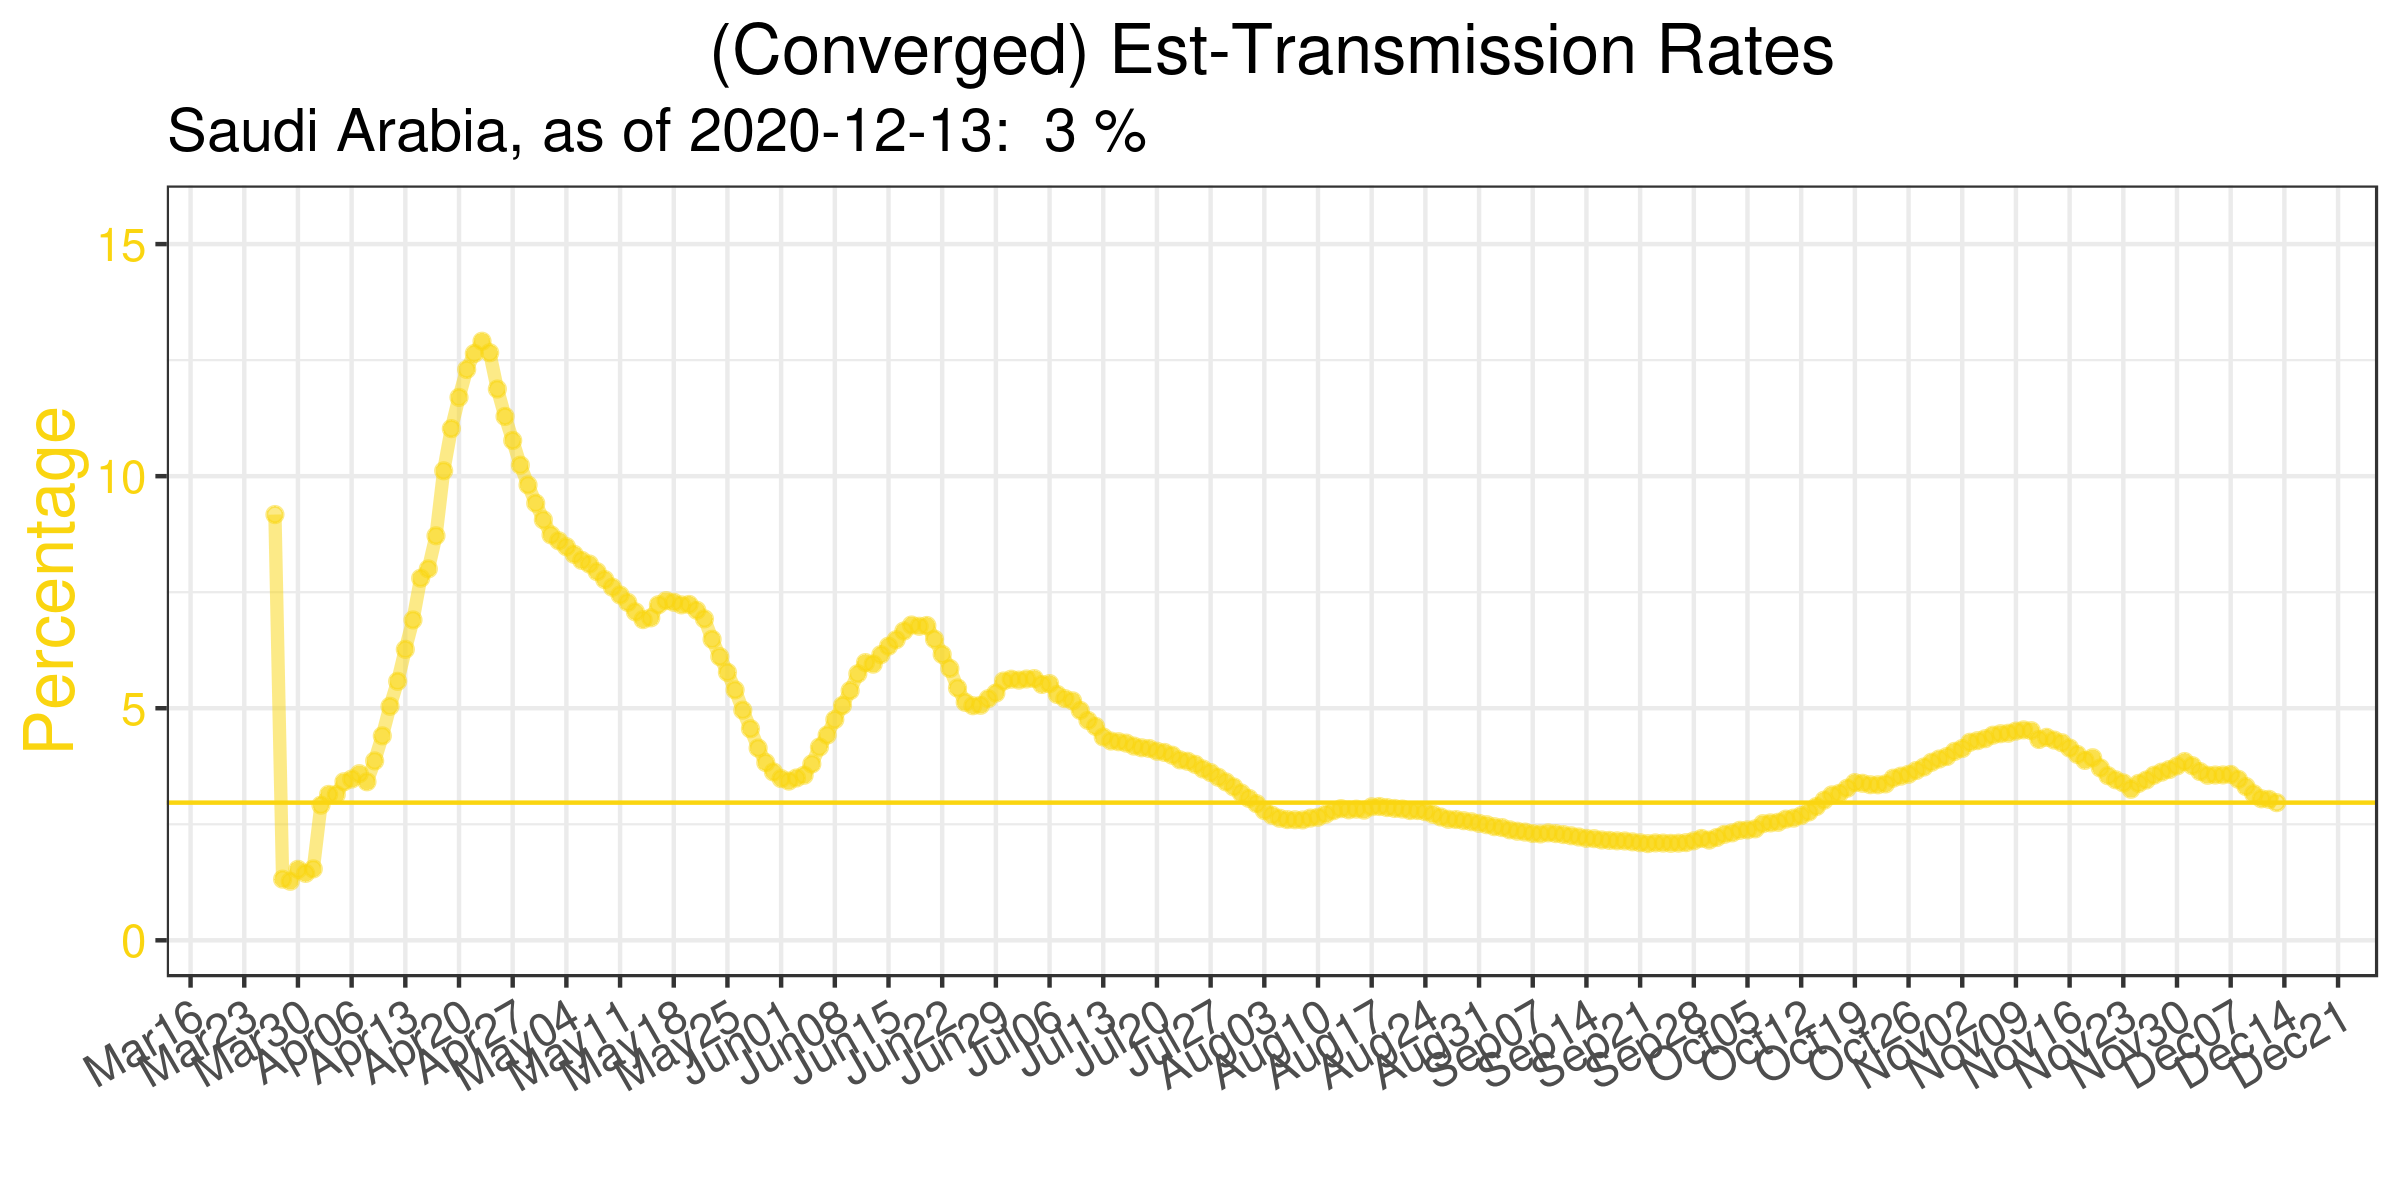 (Converged) Est-Transmission Rates
Saudi Arabia, as of 2020-12-13:  3 %
Percentage
15
10
5
0
Mar16
Mar23
Mar30
Apr06
Apr13
Apr20
Apr27
May04
May11
May18
May25
Jun01
Jun08
Jun15
Jun22
Jun29
Jul06
Jul13
Jul20
Jul27
Aug03
Aug10
Aug17
Aug24
Aug31
Sep07
Sep14
Sep21
Sep28
Oct05
Oct12
Oct19
Oct26
Nov02
Nov09
Nov16
Nov23
Nov30
Dec07
Dec14
Dec21